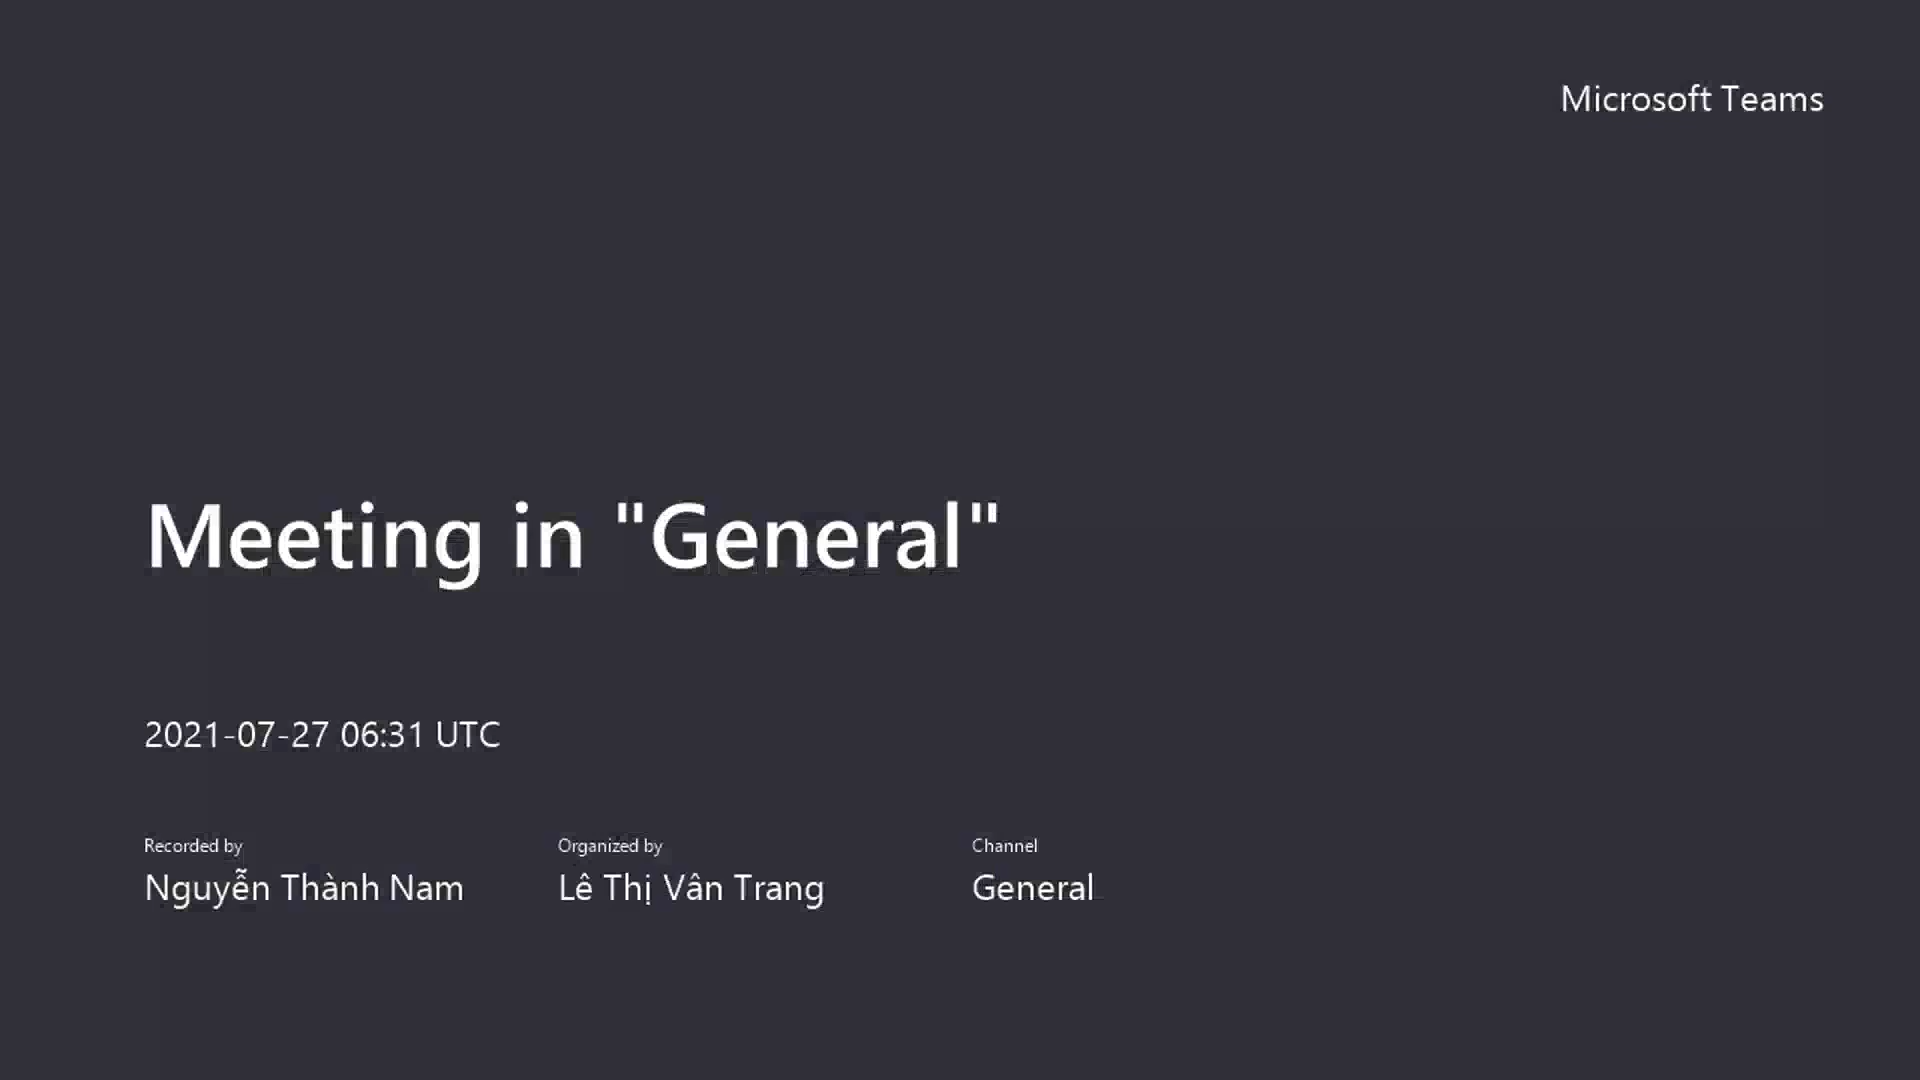 Microsoft Teams
Meeting in "General"
2021-07-27 06:31 UTC
Recorded by
Nguyễn Thành Nam
Organized by
Lê Thị Vân Trang
Channel
General